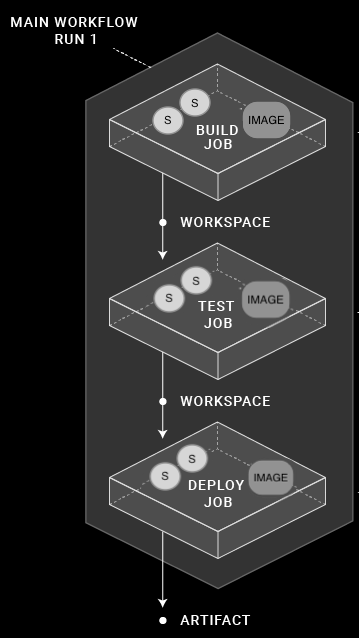 MAIN WORKFLOW
RUN 1
S
S
IMAGE
BUILD
JOB
WORKSPACE
S
S
IMAGE
TEST
JOB
WORKSPACE
S
S
IMAGE
DEPLOY
JOB
ARTIFACT